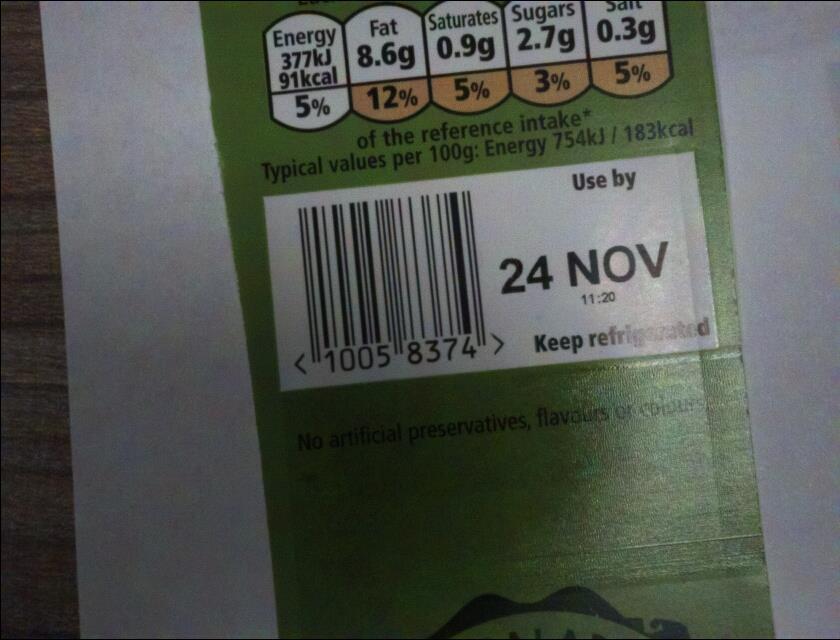 Energy 377kJ 91kcal 5%
Fat 8.6g 12%
Saturates 0.9g 5%
Sugars 2.7g 3%
Salt 0.3g 5%
of the reference intake*
Typical values per 100g: Energy 754kJ / 183kcal
Use by
24 NOV
11:20
Keep refrigerated
<1005 8374>
No artificial preservatives, flavours or colours